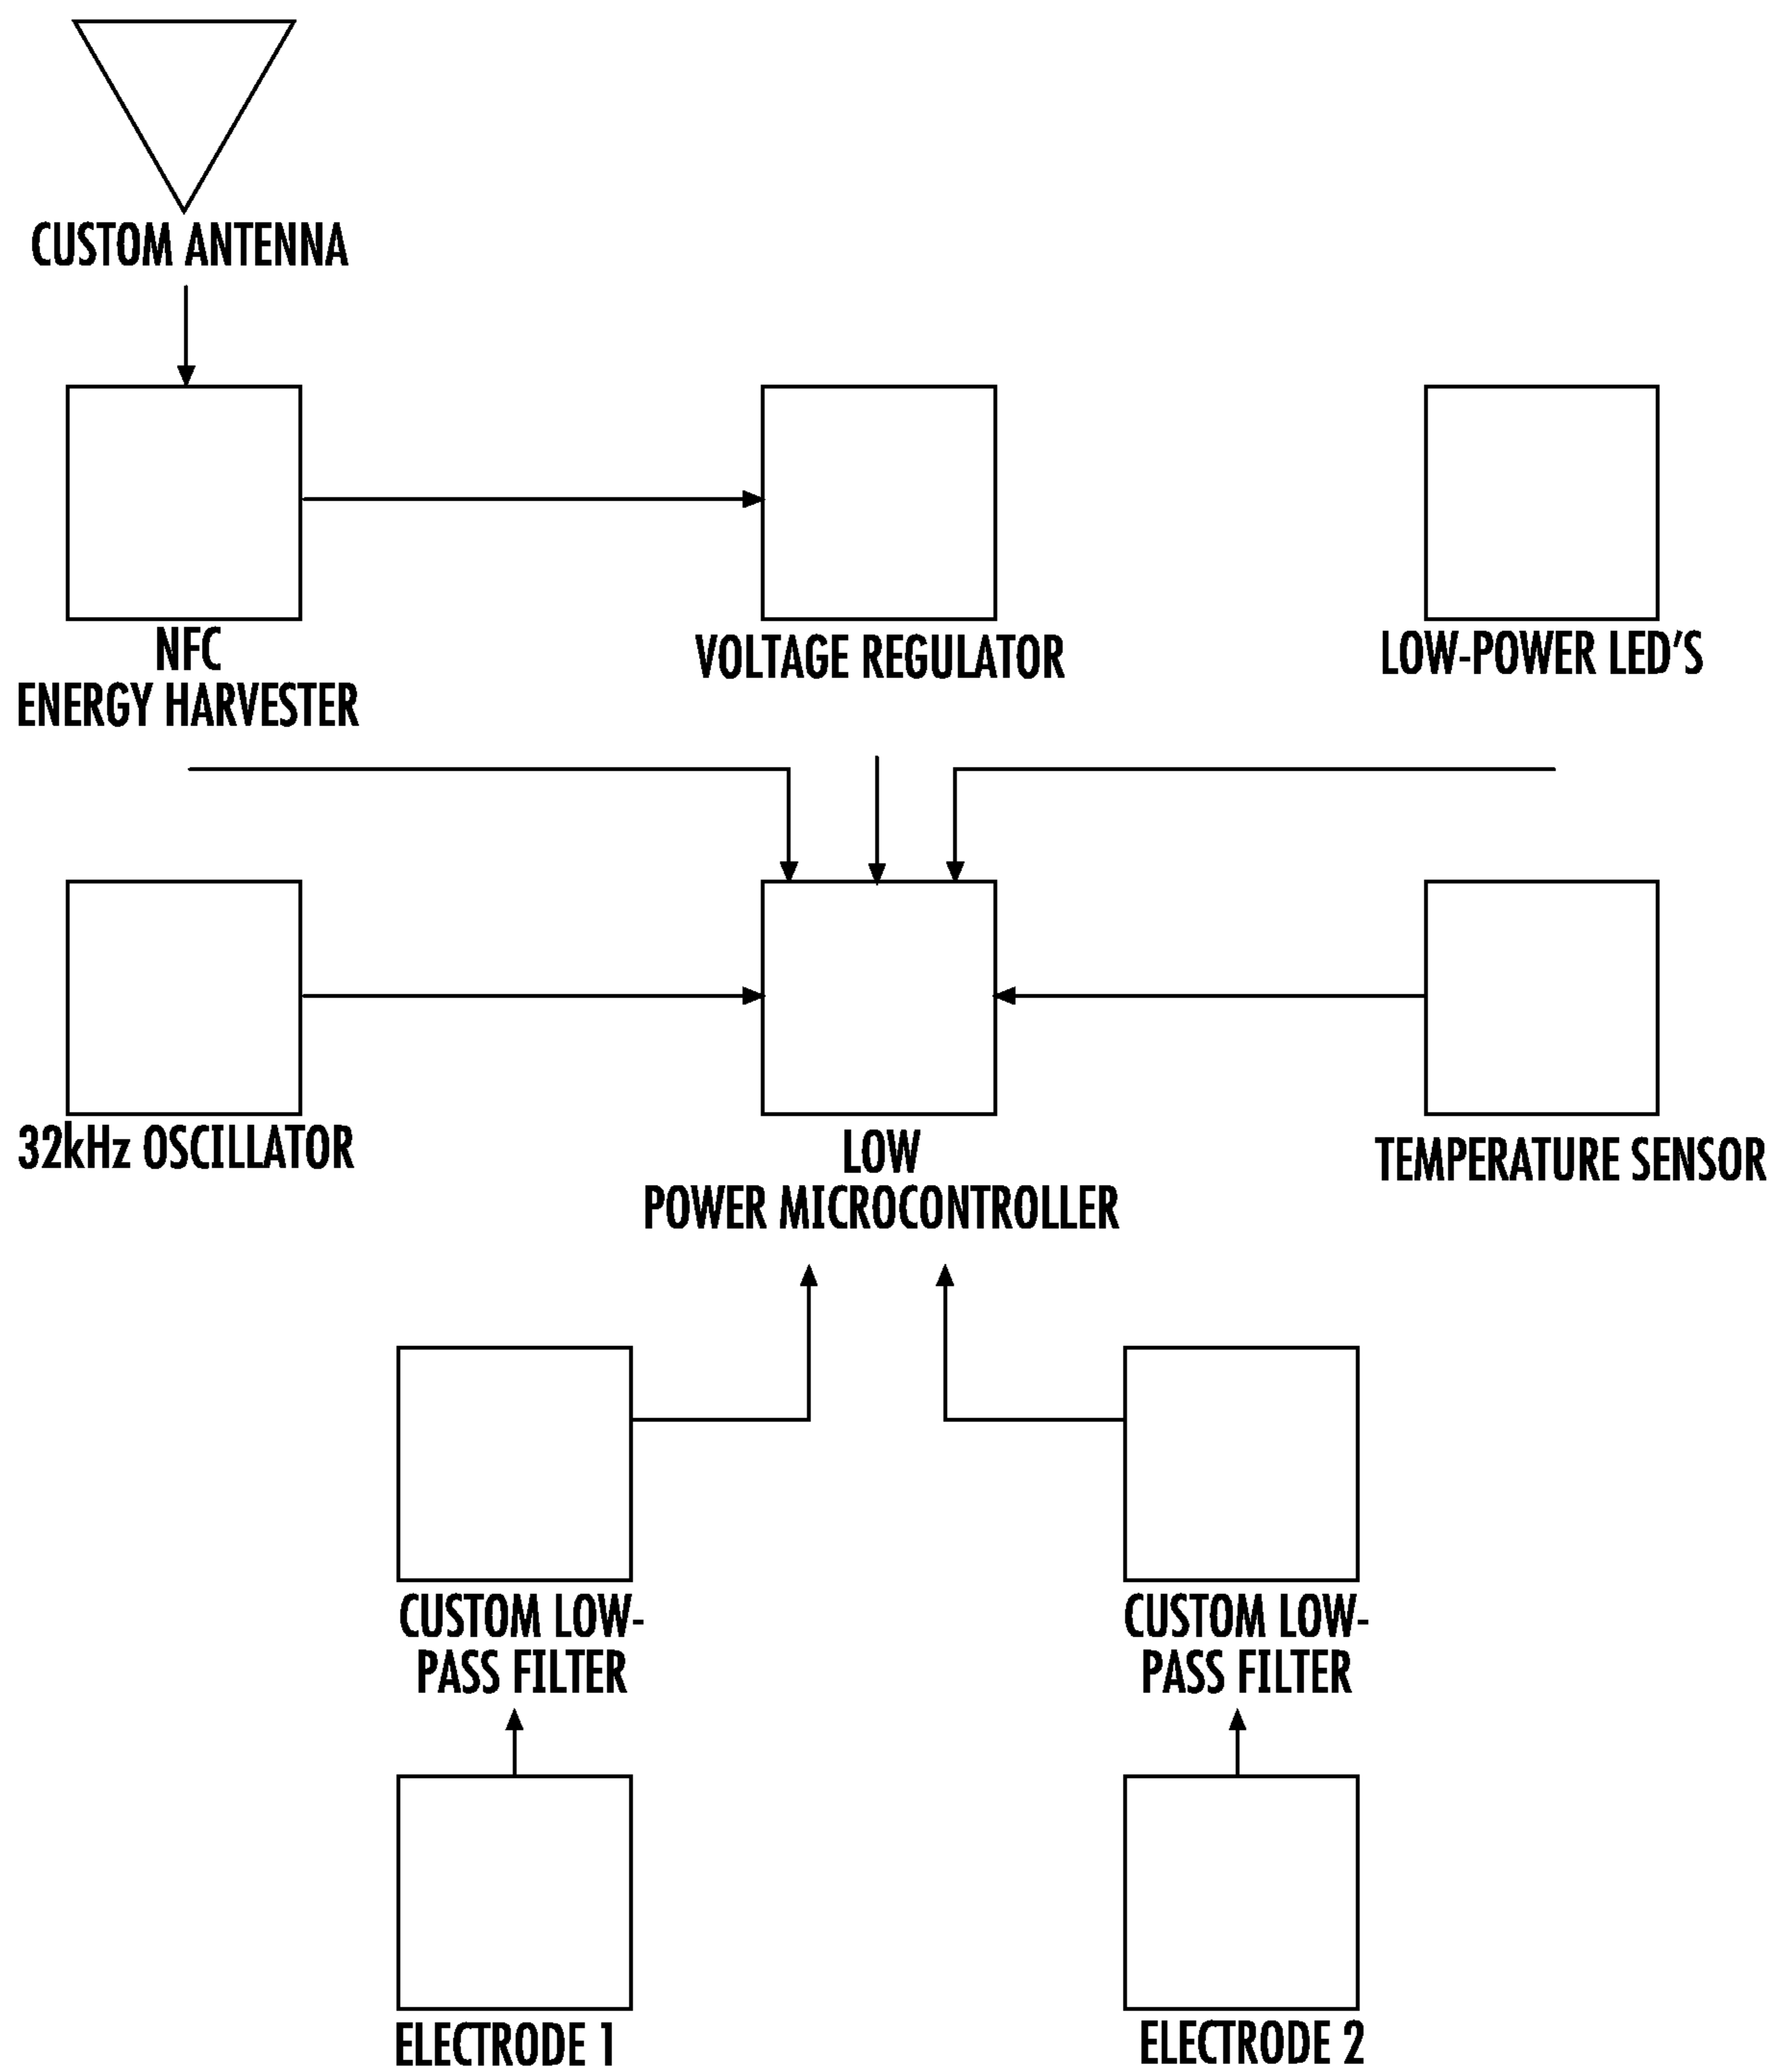 CUSTOM ANTENNA
NFC
ENERGY HARVESTER
VOLTAGE REGULATOR
LOW-POWER LED'S
32kHz OSCILLATOR
LOW
POWER MICROCONTROLLER
TEMPERATURE SENSOR
CUSTOM LOW-
PASS FILTER
CUSTOM LOW-
PASS FILTER
ELECTRODE 1
ELECTRODE 2